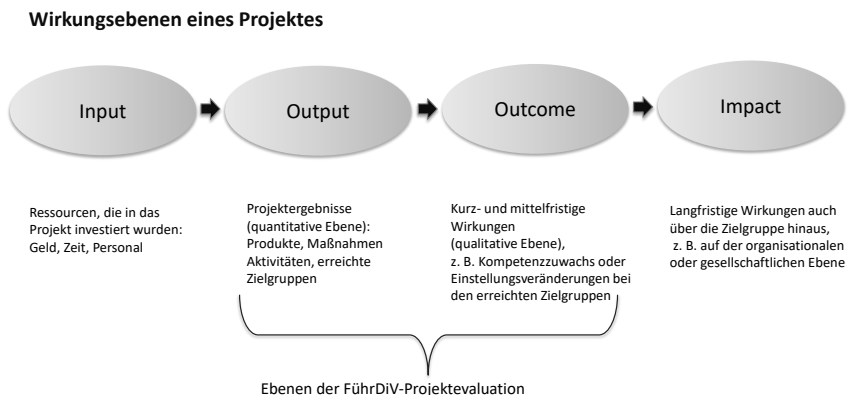 Wirkungsebenen eines Projektes
Input
Output
Outcome
Impact
Ressourcen, die in das
Projekt investiert wurden:
Geld, Zeit, Personal
Projektergebnisse
(quantitative Ebene):
Produkte, Maßnahmen
Aktivitäten, erreichte
Zielgruppen
Kurz- und mittelfristige
Wirkungen
(qualitative Ebene),
z. B. Kompetenzzuwachs oder
Einstellungsveränderungen bei
den erreichten Zielgruppen
Langfristige Wirkungen auch
über die Zielgruppe hinaus,
z. B. auf der organisationalen
oder gesellschaftlichen Ebene
Ebenen der FührDiV-Projektevaluation